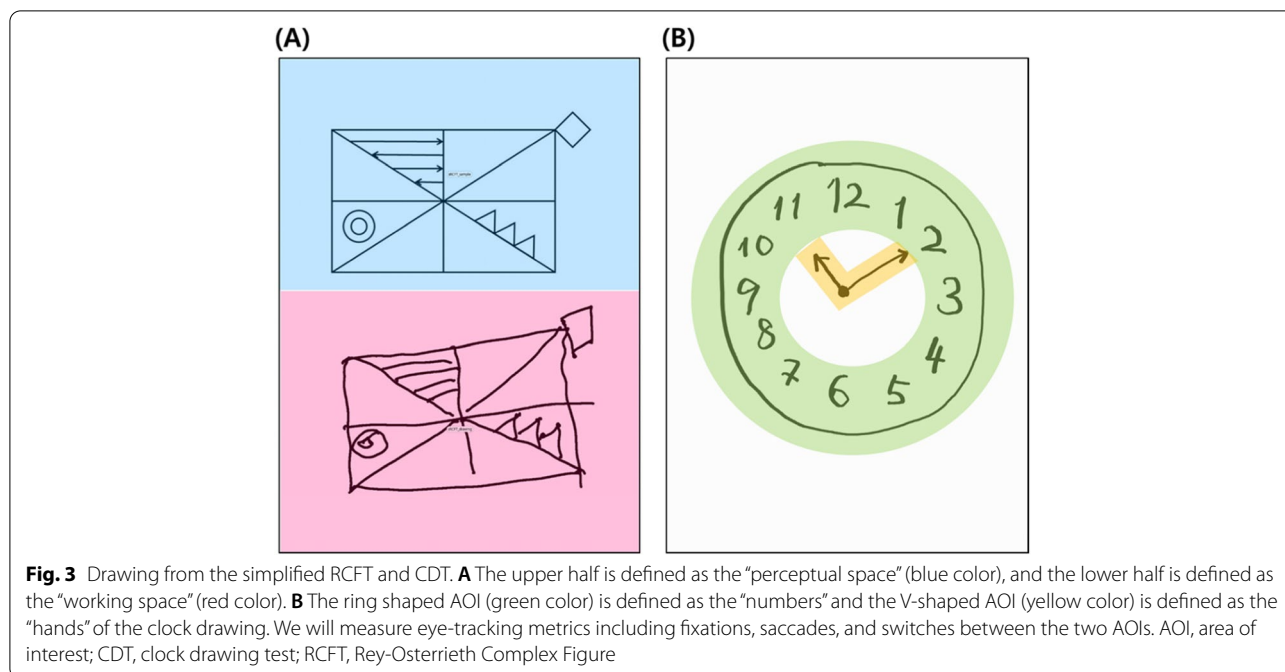 (A)
(B)
RCFT_sample
RCFT_drawing
12
11
1
10
2
9
3
8
4
7
5
6
Fig. 3 Drawing from the simplified RCFT and CDT. A The upper half is defined as the “perceptual space” (blue color), and the lower half is defined as
the “working space” (red color). B The ring shaped AOI (green color) is defined as the “numbers” and the V-shaped AOI (yellow color) is defined as the
“hands” of the clock drawing. We will measure eye-tracking metrics including fixations, saccades, and switches between the two AOIs. AOI, area of
interest; CDT, clock drawing test; RCFT, Rey-Osterrieth Complex Figure